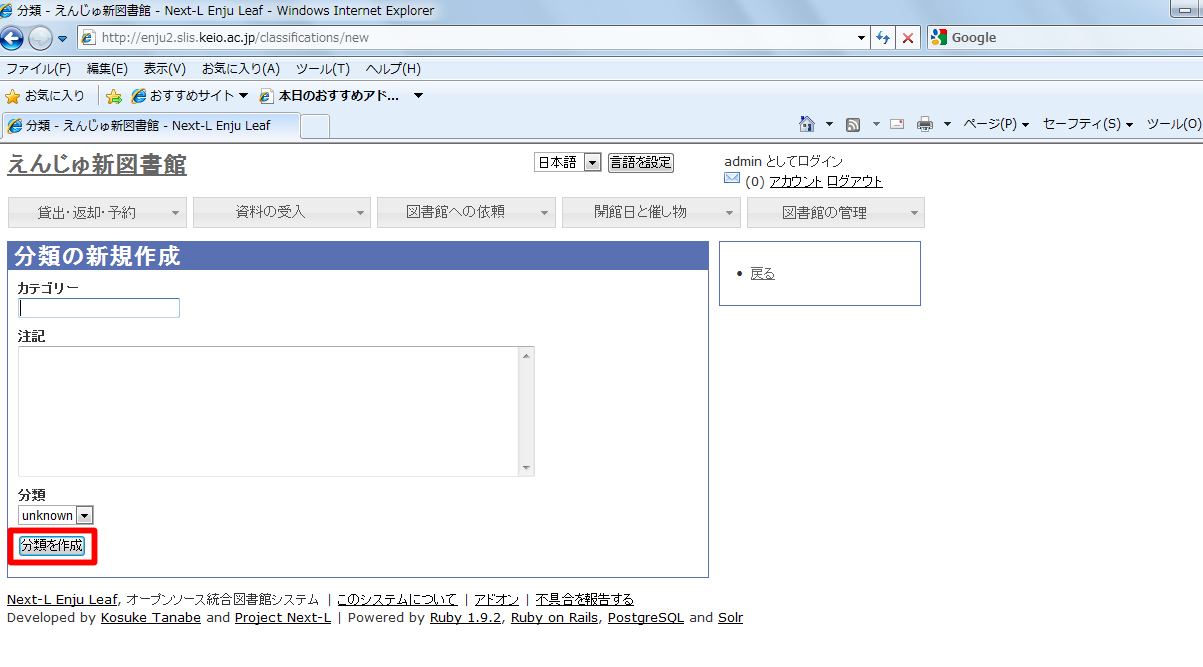 分類 - えんじゅ新図書館 - Next-L Enju Leaf - Windows Internet Explorer
http://enju2.slis.keio.ac.jp/classifications/new
Google
ファイル(F) 編集(E) 表示(V) お気に入り(A) ツール(T) ヘルプ(H)
お気に入り おすすめサイト 本日のおすすめアド...
分類 - えんじゅ新図書館 - Next-L Enju Leaf
ページ(P) セーフティ(S) ツール(O)
えんじゅ新図書館
日本語 言語を設定
admin としてログイン
(0) アカウント ログアウト
貸出・返却・予約 資料の受入 図書館への依頼 開館日と催し物 図書館の管理
分類の新規作成
戻る
カテゴリー
注記
分類
unknown
分類を作成
Next-L Enju Leaf, オープンソース統合図書館システム | このシステムについて | アドオン | 不具合を報告する
Developed by Kosuke Tanabe and Project Next-L | Powered by Ruby 1.9.2, Ruby on Rails, PostgreSQL and Solr